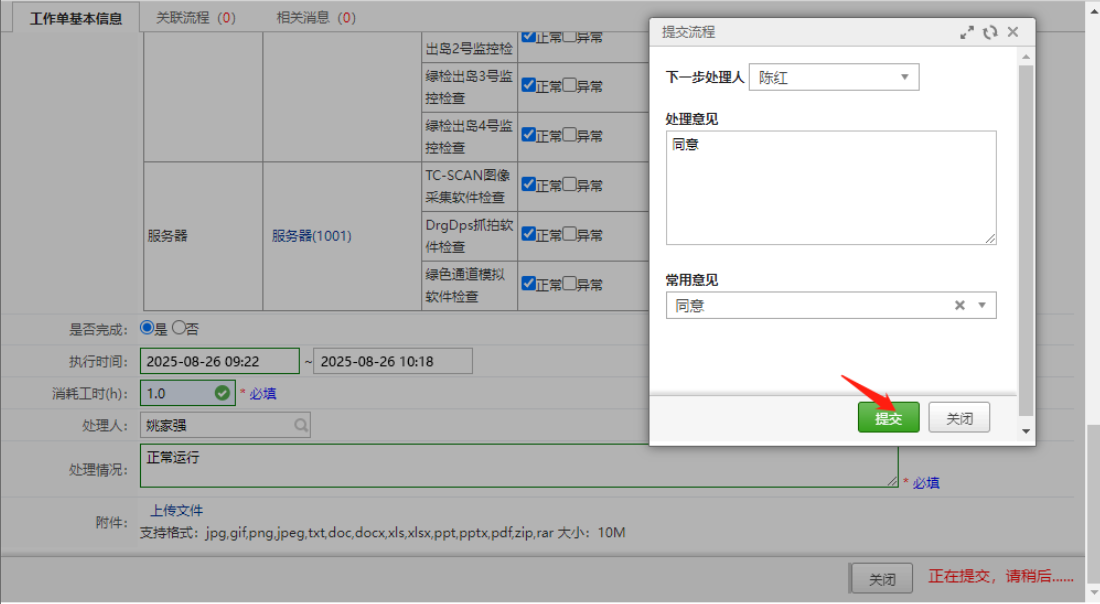 工作单基本信息 关联流程（0） 相关消息（0）
出岛2号监控检
正常 异常
绿检出岛3号监
控检查
正常 异常
绿检出岛4号监
控检查
正常 异常
服务器
服务器(1001)
TC-SCAN图像
采集软件检查
正常 异常
DrgDps抓拍软
件检查
正常 异常
绿色通道模拟
软件检查
正常 异常
是否完成： 是 否
执行时间： 2025-08-26 09:22 ~ 2025-08-26 10:18
消耗工时(h)： 1.0 * 必填
处理人： 姚家强
处理情况： 正常运行
* 必填
附件： 上传文件
支持格式：jpg,gif,png,jpeg,txt,doc,docx,xls,xlsx,ppt,pptx,pdf,zip,rar 大小：10M
关闭 正在提交，请稍后......
提交流程
下一步处理人 陈红
处理意见
同意
常用意见
同意
提交 关闭